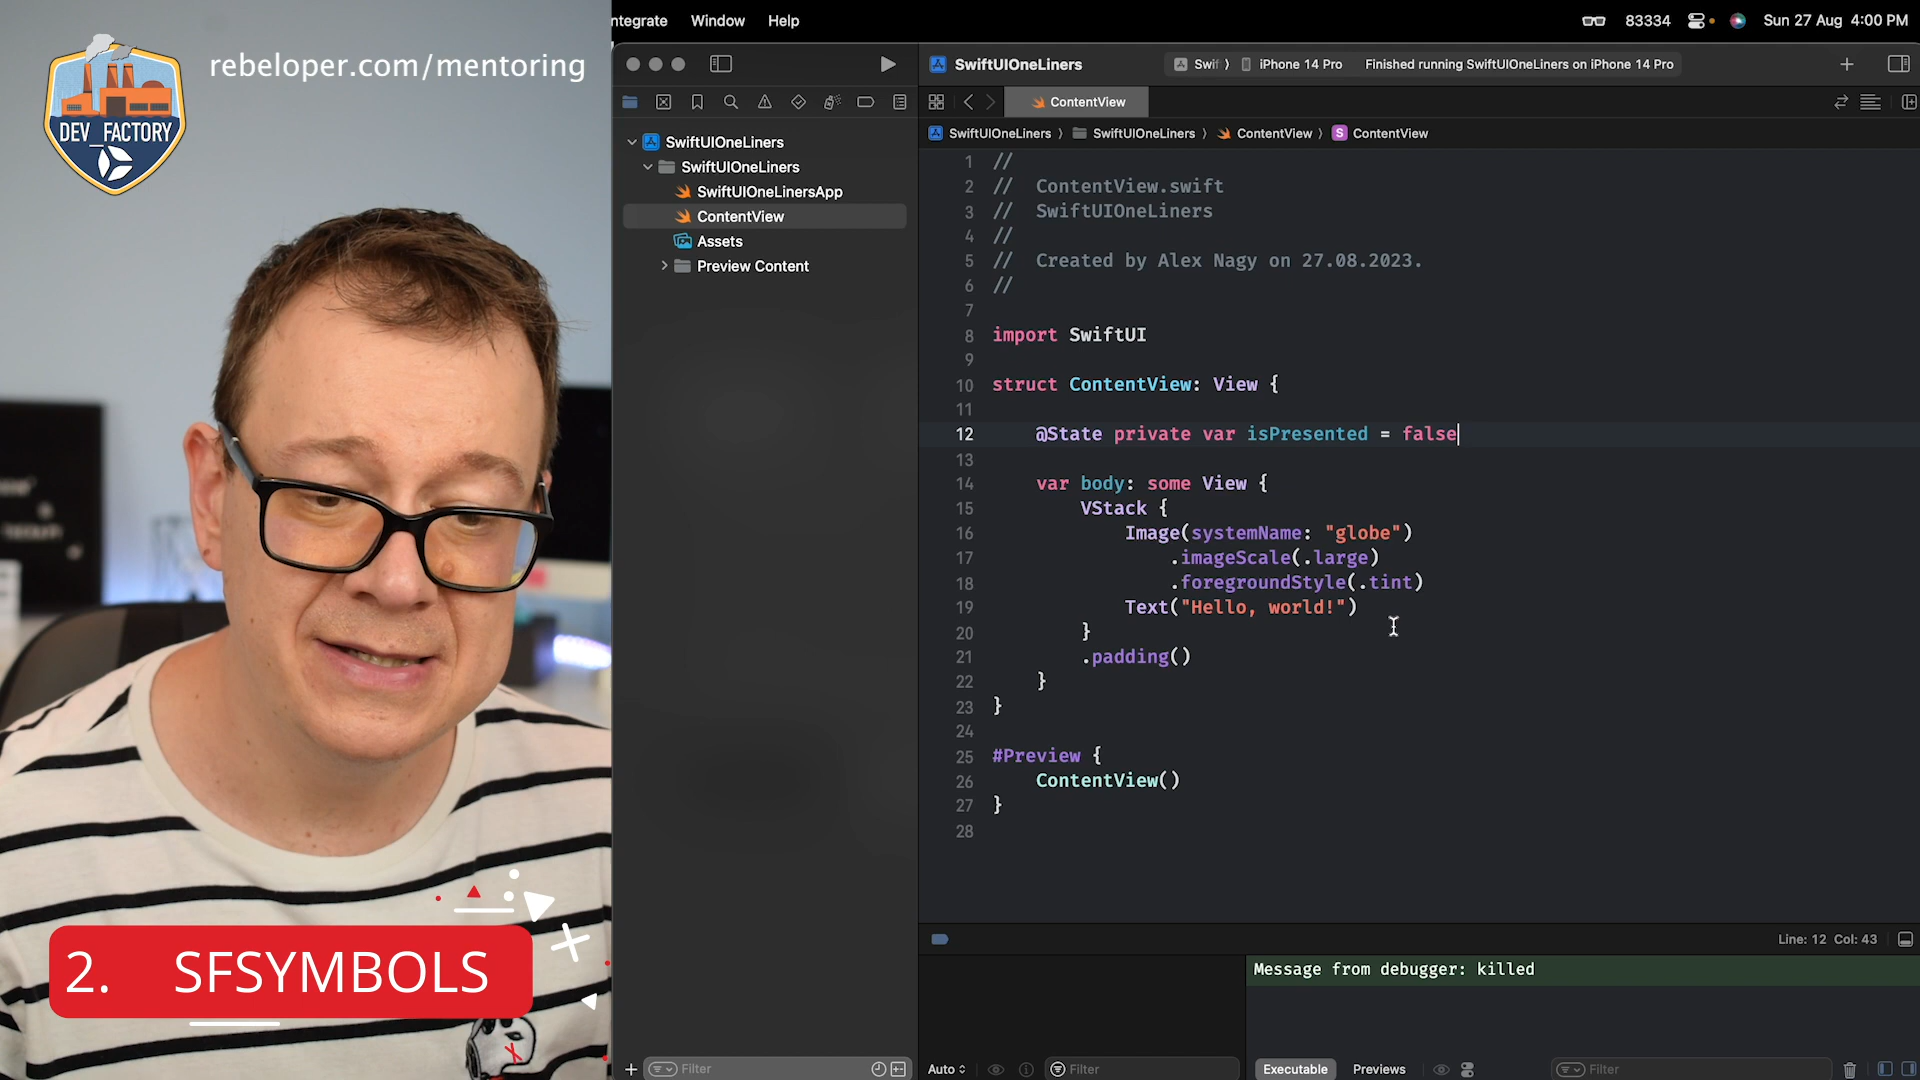 rebeloper.com/mentoring
DEV_FACTORY
ntegrate Window Help
83334 Sun 27 Aug 4:00 PM
SwiftUIOneLiners
Swif iPhone 14 Pro Finished running SwiftUIOneLiners on iPhone 14 Pro
ContentView
SwiftUIOneLiners SwiftUIOneLiners ContentView S ContentView
SwiftUIOneLiners
SwiftUIOneLiners
SwiftUIOneLinersApp
ContentView
Assets
Preview Content
1 //
2 // ContentView.swift
3 // SwiftUIOneLiners
4 //
5 // Created by Alex Nagy on 27.08.2023.
6 //
7
8 import SwiftUI
9
10 struct ContentView: View {
11
12 @State private var isPresented = false
13
14 var body: some View {
15 VStack {
16 Image(systemName: "globe")
17 .imageScale(.large)
18 .foregroundStyle(.tint)
19 Text("Hello, world!")
20 }
21 .padding()
22 }
23 }
24
25 #Preview {
26 ContentView()
27 }
28
Line: 12 Col: 43
Message from debugger: killed
2. SFSYMBOLS
Filter
Auto Filter
Executable Previews Filter